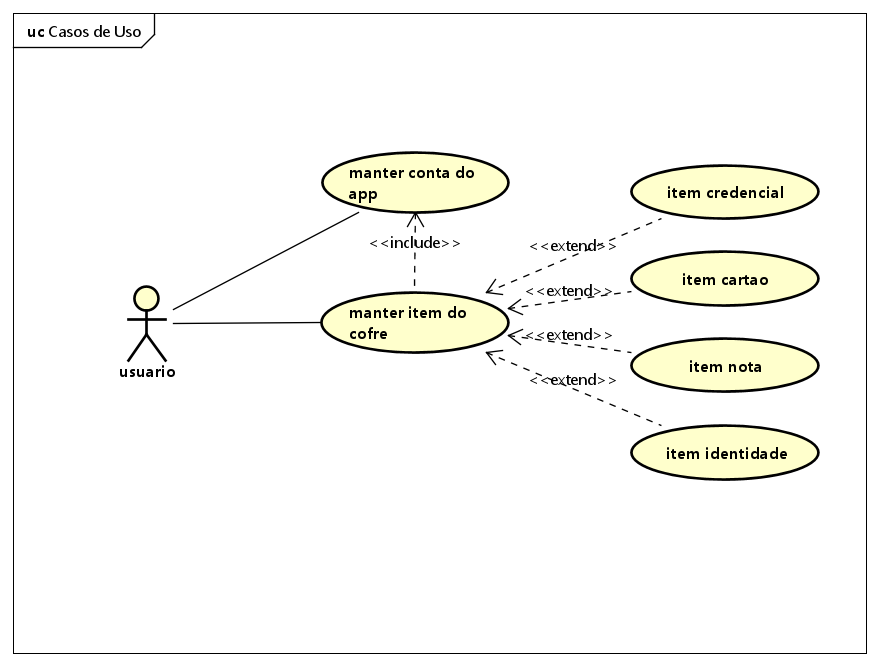 uc Casos de Uso
manter conta do
app
<<include>>
manter item do
cofre
usuario
<<extend>>
<<extend>>
<<extend>>
<<extend>>
item credencial
item cartao
item nota
item identidade